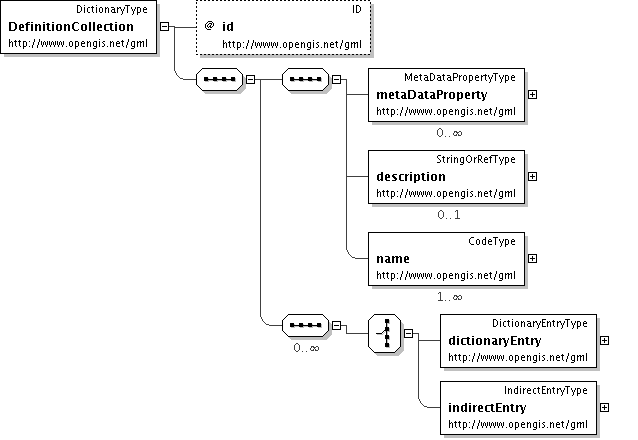 DictionaryType
DefinitionCollection
http://www.opengis.net/gml
ID
@ id
http://www.opengis.net/gml
MetaDataPropertyType
metaDataProperty
http://www.opengis.net/gml
0..∞
StringOrRefType
description
http://www.opengis.net/gml
0..1
CodeType
name
http://www.opengis.net/gml
1..∞
0..∞
DictionaryEntryType
dictionaryEntry
http://www.opengis.net/gml
IndirectEntryType
indirectEntry
http://www.opengis.net/gml